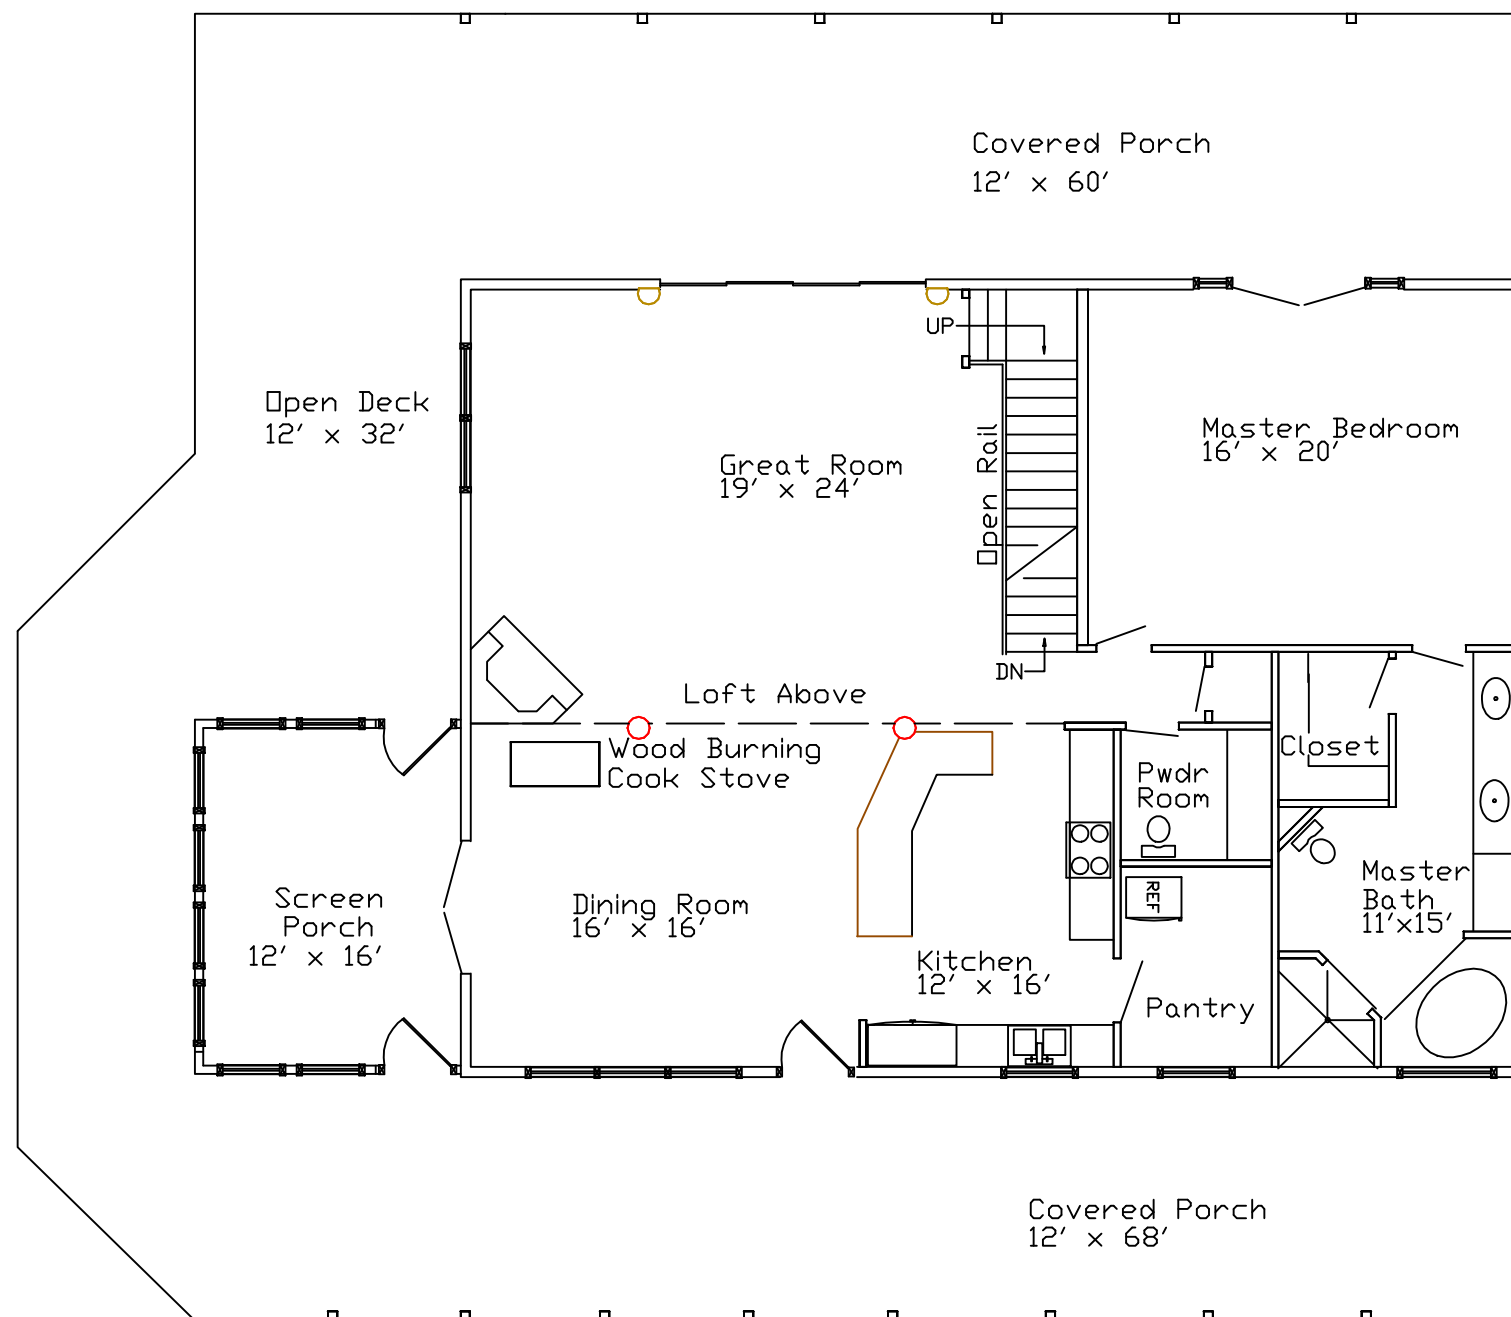 Covered Porch
12' x 60'
UP
Open Deck
12' x 32'
Master Bedroom
16' x 20'
Great Room
19' x 24'
Open Rail
DN
Loft Above
Wood Burning
Cook Stove
Closet
Pwdr
Room
Master
Bath
11'x15'
REF
Screen
Porch
12' x 16'
Dining Room
16' x 16'
Kitchen
12' x 16'
Pantry
Covered Porch
12' x 68'